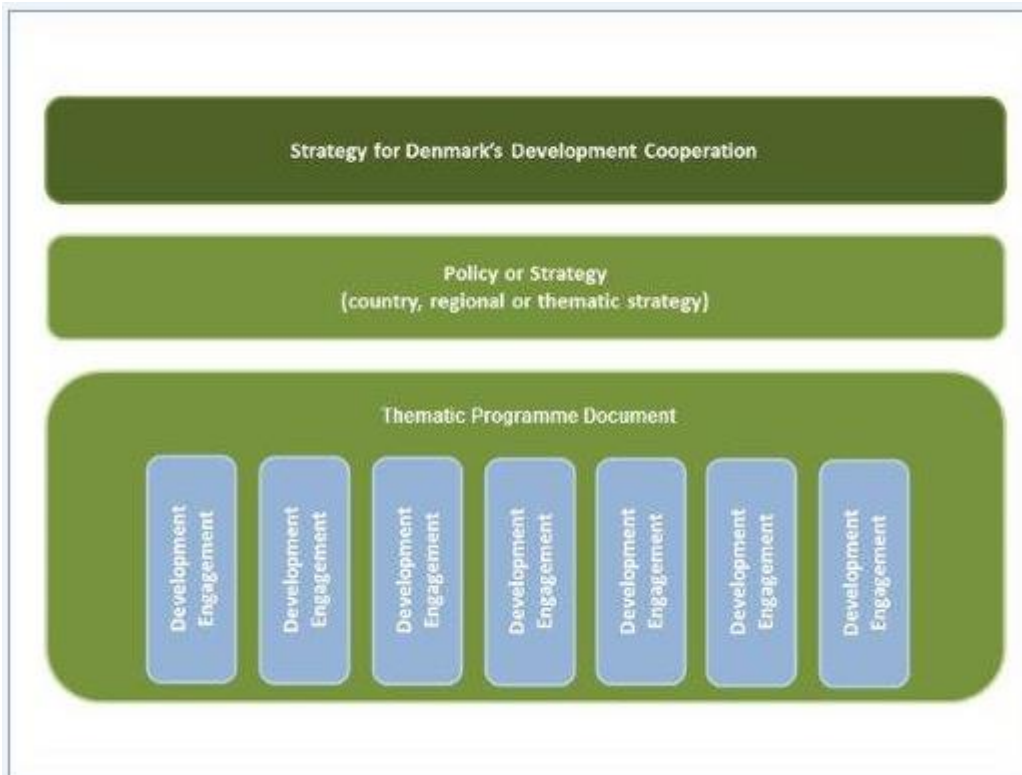 Strategy for Denmark's Development Cooperation
Policy or Strategy
(country, regional or thematic strategy)
Thematic Programme Document
Development
Engagement
Development
Engagement
Development
Engagement
Development
Engagement
Development
Engagement
Development
Engagement
Development
Engagement